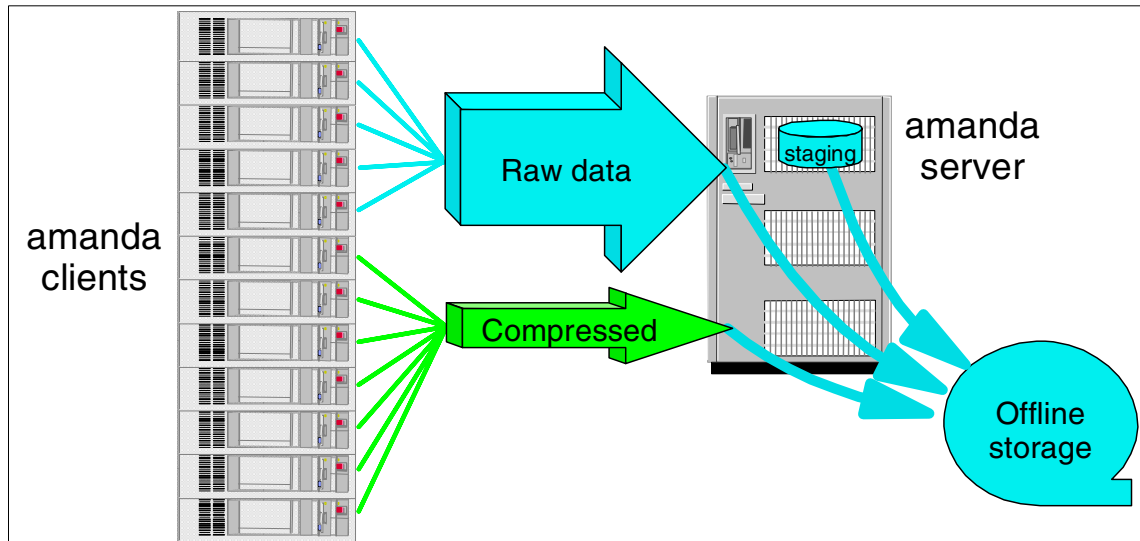 amanda
clients
Raw data
Compressed
staging
amanda
server
Offline
storage